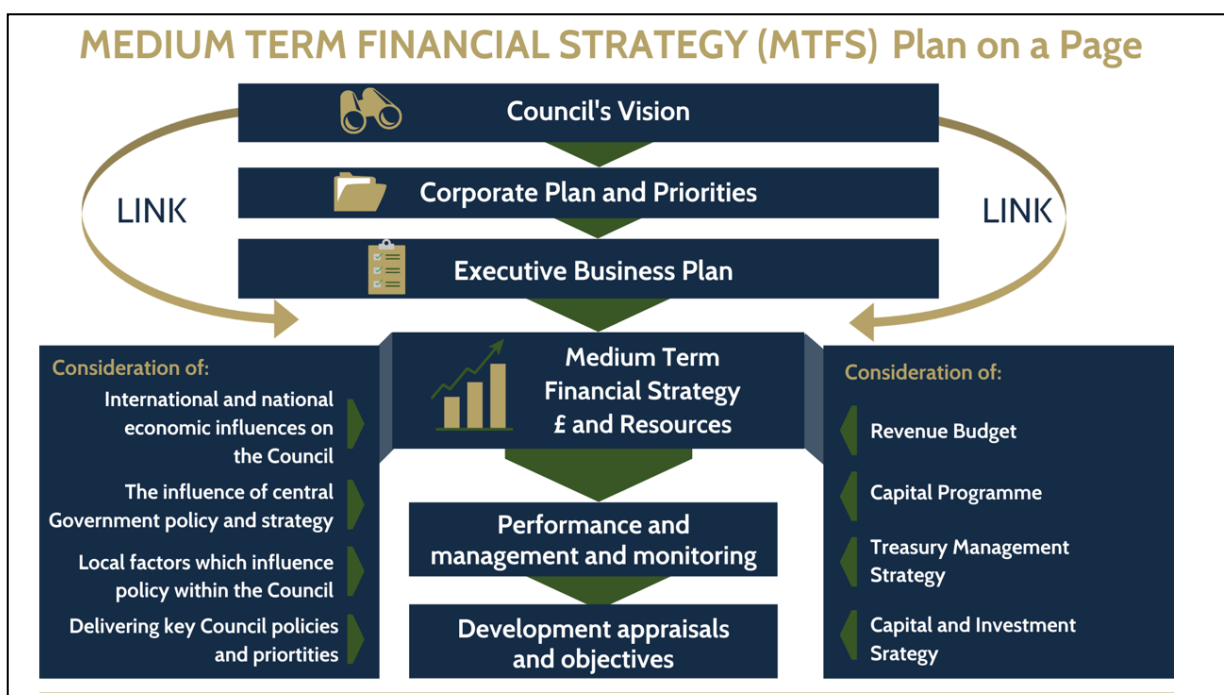 MEDIUM TERM FINANCIAL STRATEGY (MTFS) Plan on a Page
Council's Vision
LINK
LINK
Corporate Plan and Priorities
Executive Business Plan
Consideration of:
International and national
economic influences on
the Council
The influence of central
Government policy and strategy
Local factors which influence
policy within the Council
Delivering key Council policies
and priortities
Medium Term
Financial Strategy
£ and Resources
Performance and
management and monitoring
Development appraisals
and objectives
Consideration of:
Revenue Budget
Capital Programme
Treasury Management
Strategy
Capital and Investment
Srategy